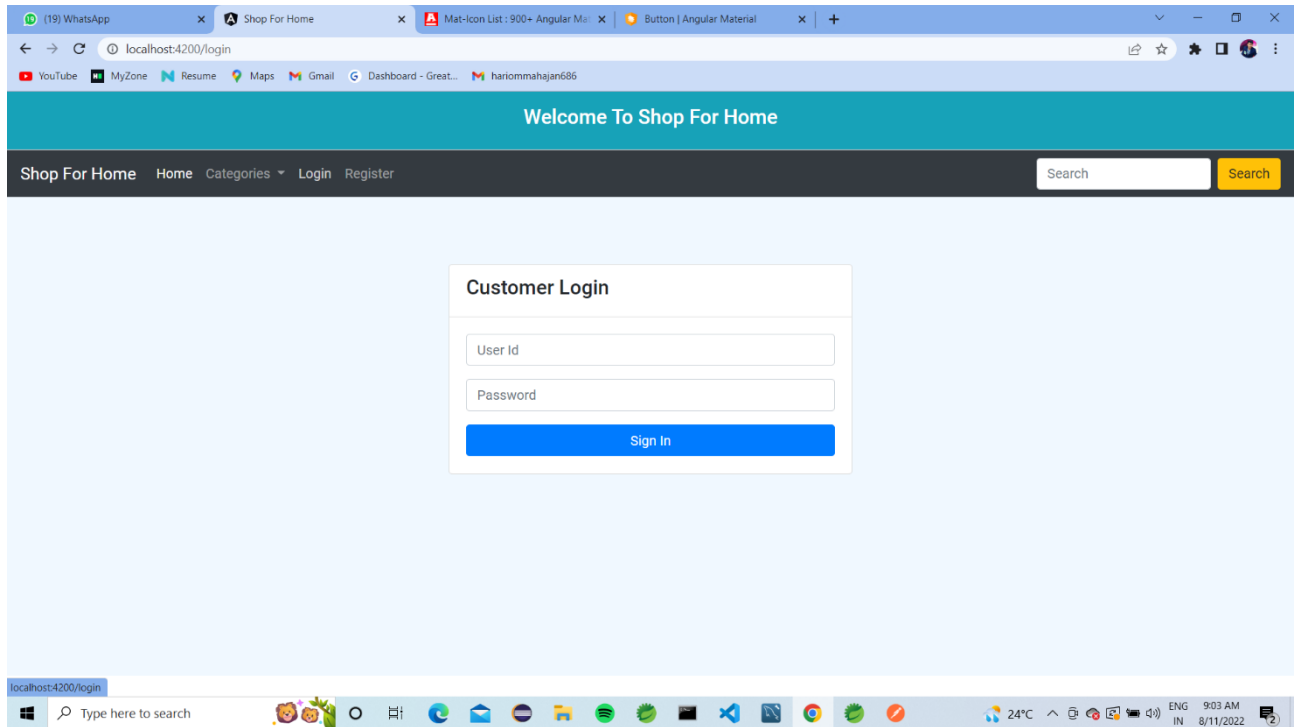 (19) WhatsApp
Shop For Home
Mat-Icon List : 900+ Angular Mat
Button | Angular Material
localhost:4200/login
YouTube MyZone Resume Maps Gmail Dashboard - Great... hariommahajan686
Welcome To Shop For Home
Shop For Home Home Categories Login Register Search Search
Customer Login
User Id
Password
Sign In
localhost:4200/login
Type here to search 24°C ENG 9:03 AM
IN 8/11/2022 2